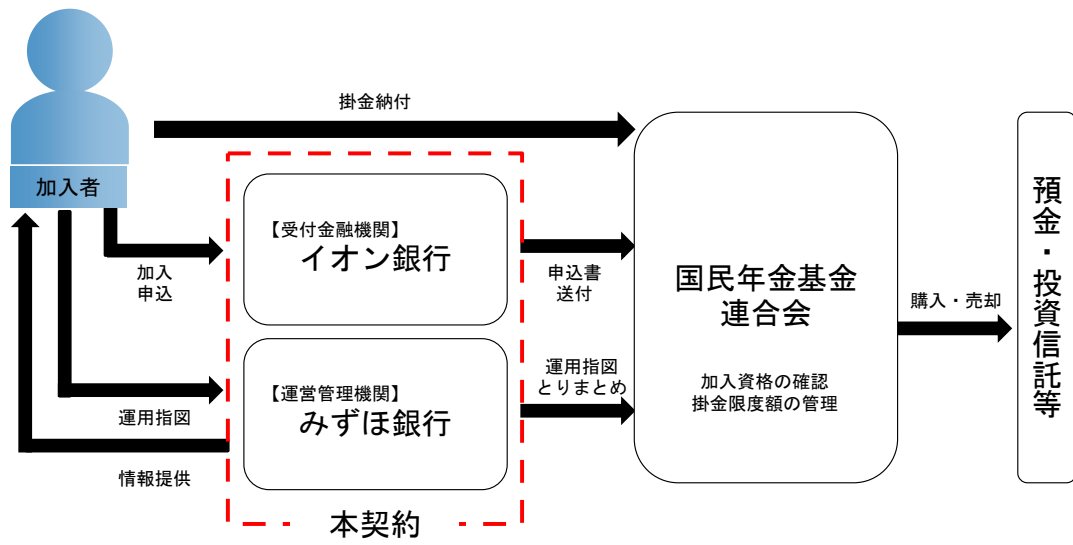 掛金納付
加入者
【受付金融機関】
イオン銀行
加入
申込
申込書
送付
国民年金基金
連合会
加入資格の確認
掛金限度額の管理
購入・売却
預金・投資信託等
【運営管理機関】
みずほ銀行
運用指図
とりまとめ
運用指図
情報提供
本契約